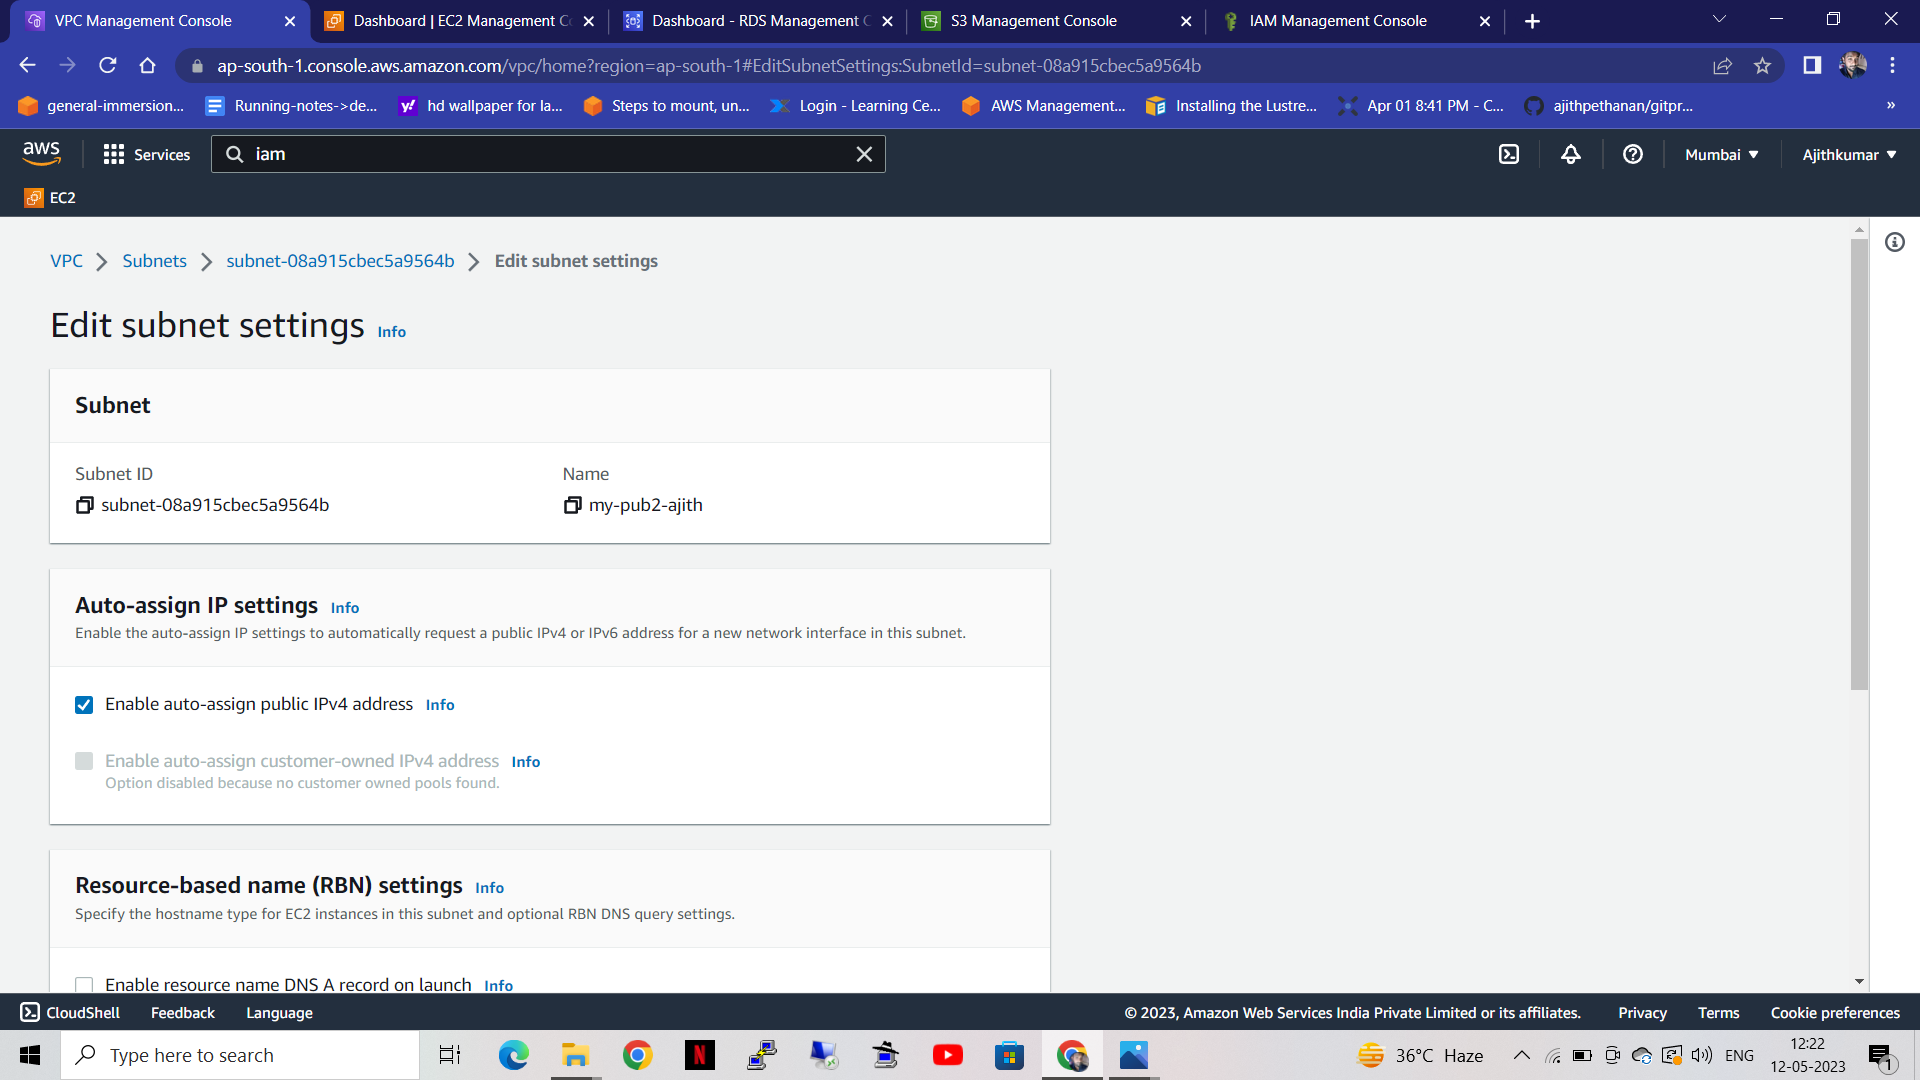 VPC Management Console
Dashboard | EC2 Management C
Dashboard - RDS Management C
S3 Management Console
IAM Management Console
ap-south-1.console.aws.amazon.com/vpc/home?region=ap-south-1#EditSubnetSettings:SubnetId=subnet-08a915cbec5a9564b
general-immersion...
Running-notes->de...
hd wallpaper for la...
Steps to mount, un...
Login - Learning Ce...
AWS Management...
Installing the Lustre...
Apr 01 8:41 PM - C...
ajithpethanan/gitpr...
»
aws
Services
iam
Mumbai
Ajithkumar
EC2
VPC
Subnets
subnet-08a915cbec5a9564b
Edit subnet settings
Edit subnet settings Info
Subnet
Subnet ID
Name
subnet-08a915cbec5a9564b
my-pub2-ajith
Auto-assign IP settings Info
Enable the auto-assign IP settings to automatically request a public IPv4 or IPv6 address for a new network interface in this subnet.
Enable auto-assign public IPv4 address Info
Enable auto-assign customer-owned IPv4 address Info
Option disabled because no customer owned pools found.
Resource-based name (RBN) settings Info
Specify the hostname type for EC2 instances in this subnet and optional RBN DNS query settings.
Enable resource name DNS A record on launch Info
CloudShell
Feedback
Language
© 2023, Amazon Web Services India Private Limited or its affiliates.
Privacy
Terms
Cookie preferences
Type here to search
36°C Haze
ENG
12:22
12-05-2023
1